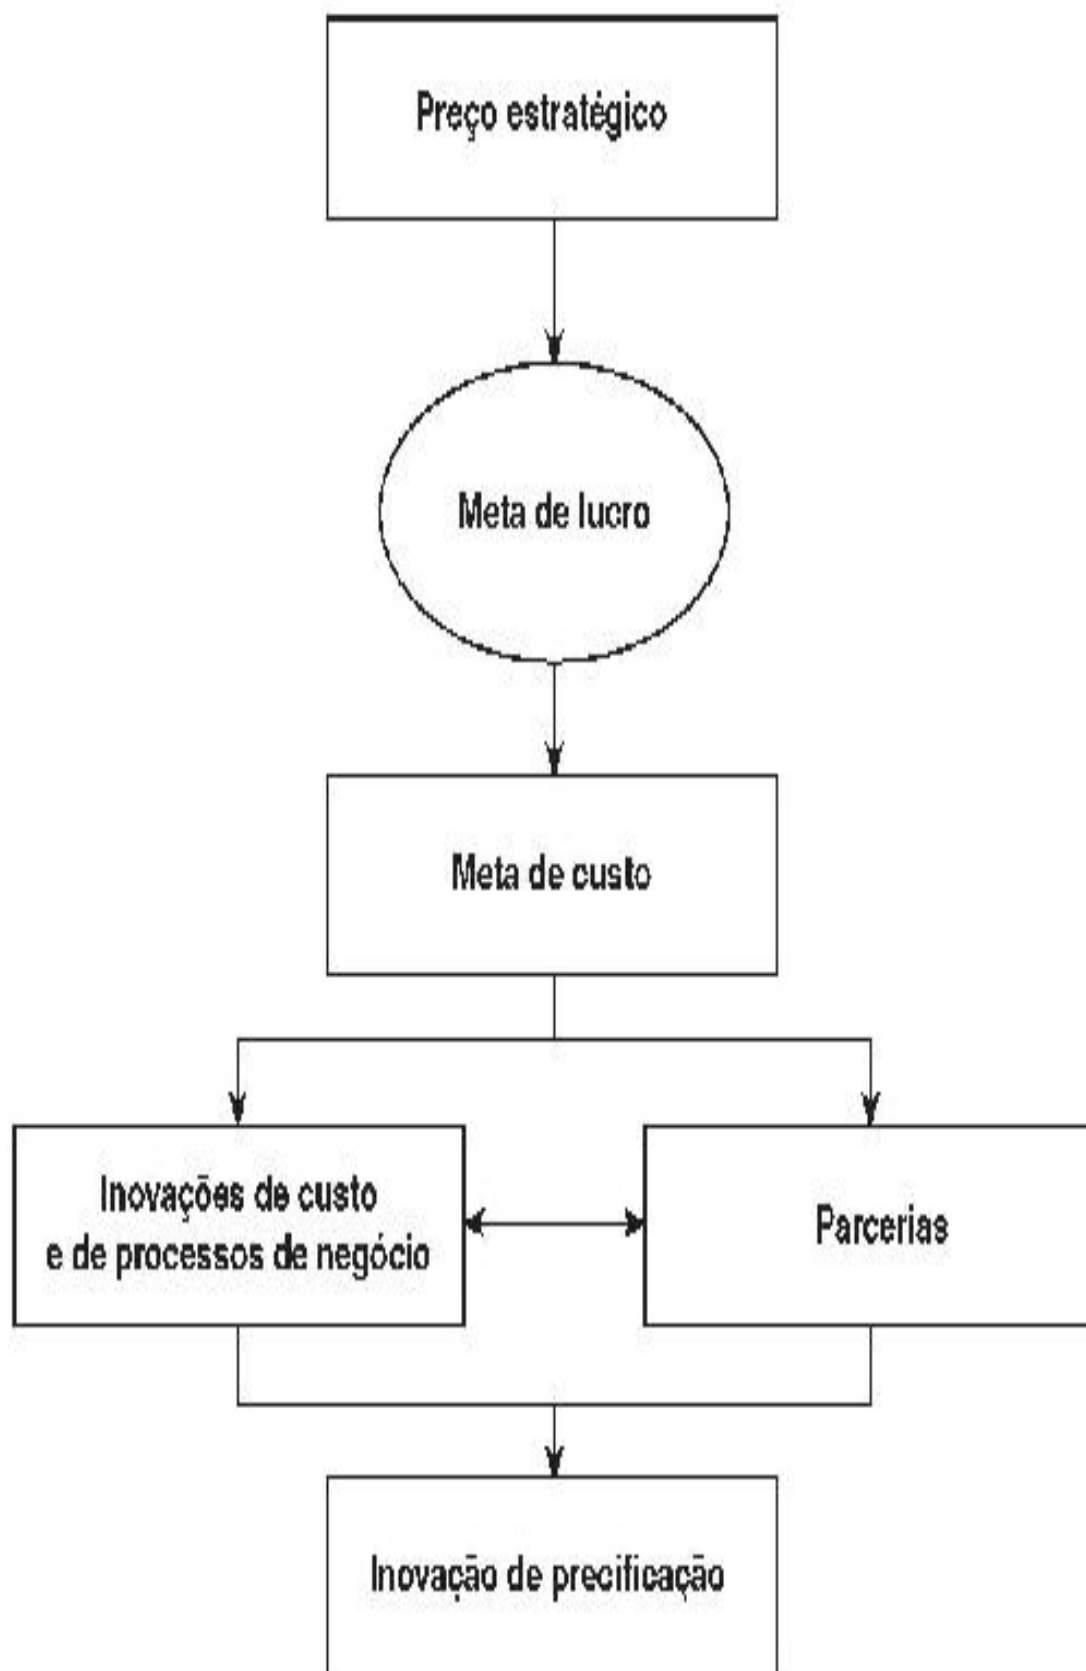 Preço estratégico
Meta de lucro
Meta de custo
Inovações de custo
e de processos de negócio
Parcerias
Inovação de precificação